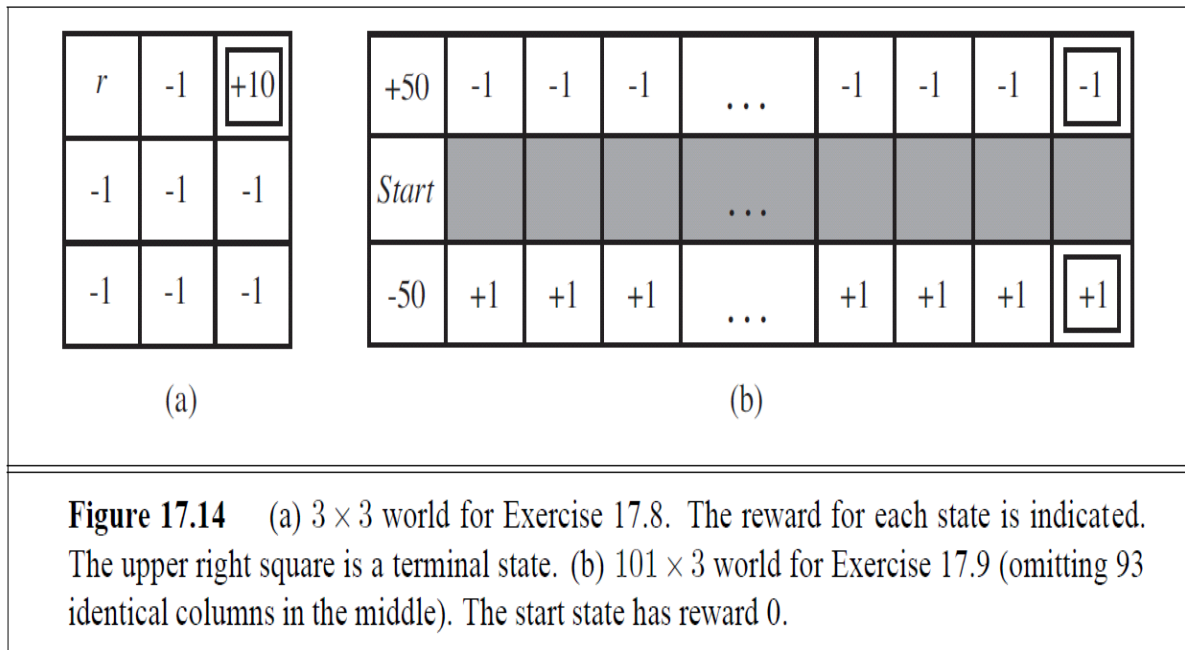 r -1 +10
-1 -1 -1
-1 -1 -1
(a)
+50 -1 -1 -1 ... -1 -1 -1 -1
Start ...
-50 +1 +1 +1 ... +1 +1 +1 +1
(b)
Figure 17.14 (a) 3 × 3 world for Exercise 17.8. The reward for each state is indicated.
The upper right square is a terminal state. (b) 101 × 3 world for Exercise 17.9 (omitting 93
identical columns in the middle). The start state has reward 0.